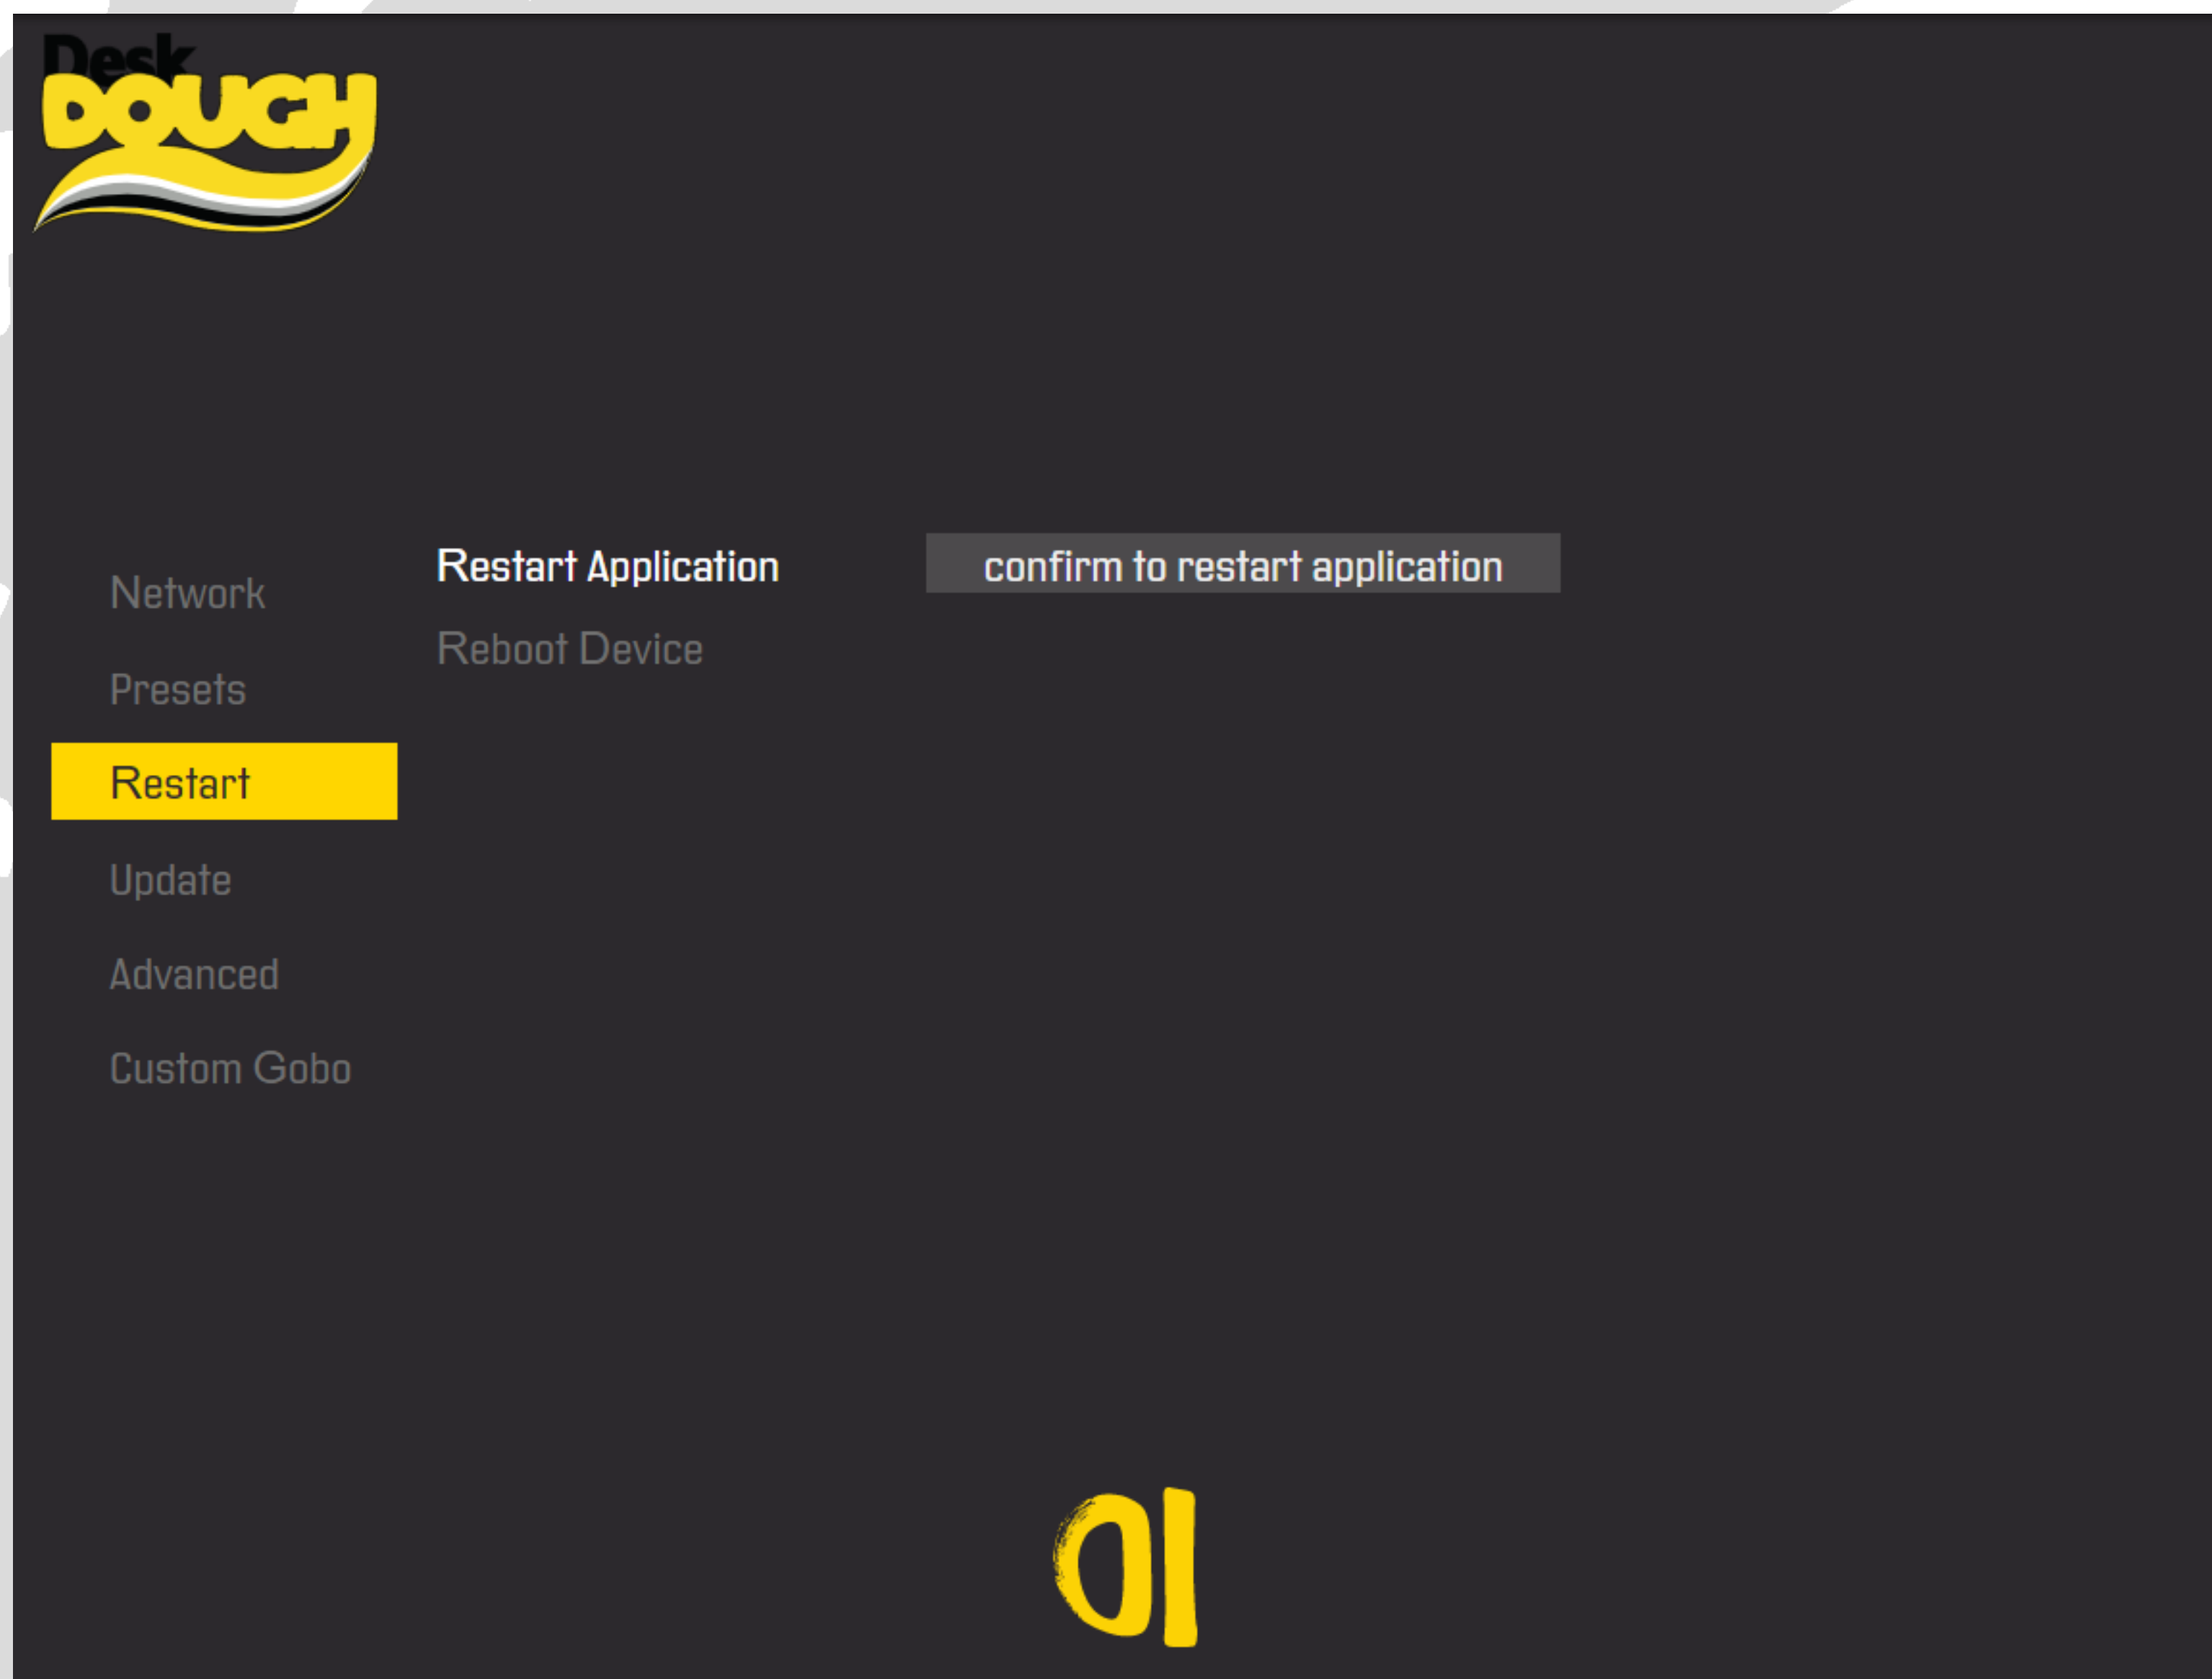 Desk
DOUGH
Network
Presets
Restart
Update
Advanced
Custom Gobo
Restart Application
confirm to restart application
Reboot Device